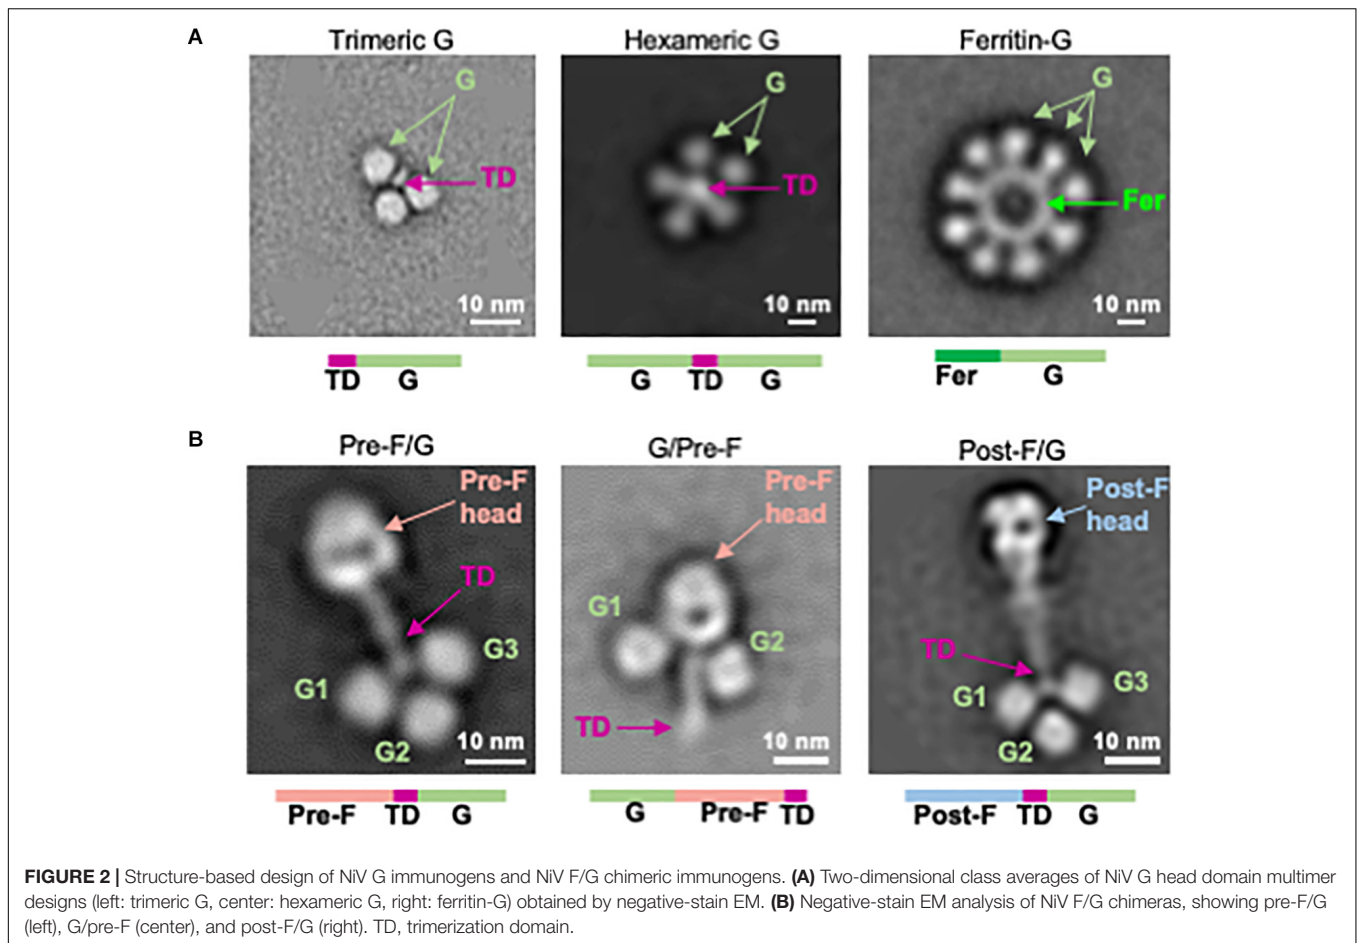 A
Trimeric G
Hexameric G
Ferritin-G
G
TD
10 nm
G
TD
10 nm
G
Fer
10 nm
TD G
G TD G
Fer G
B
Pre-F/G
G/Pre-F
Post-F/G
Pre-F
head
TD
G3
G1
G2
10 nm
Pre-F
head
G1
G2
TD
10 nm
Post-F
head
TD
G1
G3
G2
10 nm
Pre-F TD G
G Pre-F TD
Post-F TD G
FIGURE 2 | Structure-based design of NiV G immunogens and NiV F/G chimeric immunogens. (A) Two-dimensional class averages of NiV G head domain multimer
designs (left: trimeric G, center: hexameric G, right: ferritin-G) obtained by negative-stain EM. (B) Negative-stain EM analysis of NiV F/G chimeras, showing pre-F/G
(left), G/pre-F (center), and post-F/G (right). TD, trimerization domain.